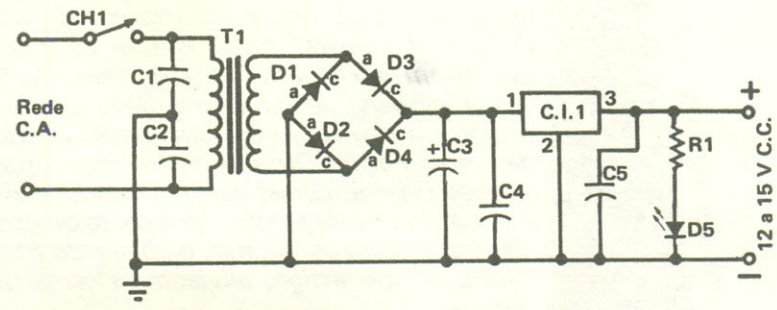 CH1
T1
C1
Rede
C.A.
C2
a
D1
c
a
D3
c
a
D2
c
a
D4
c
+
C3
C4
1
C.I.1
3
2
C5
R1
D5
+
12 a 15 V C.C.
−